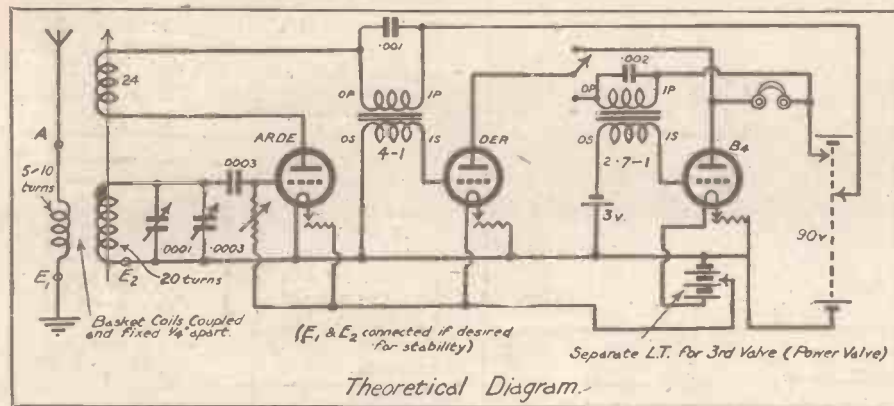 24
.001
.002
OP IP
OP IP
OS IS
OS IS
4-1
2.7-1
A
ARDE
DER
B4
5/10
turns
.0003
3v.
90v
.0001 .0003
E1
E2
20 turns
Basket Coils Coupled
and fixed 1/4" apart.
(E1 & E2 connected if desired
for stability)
Separate L.T. for 3rd Valve (Power Valve)
Theoretical Diagram.